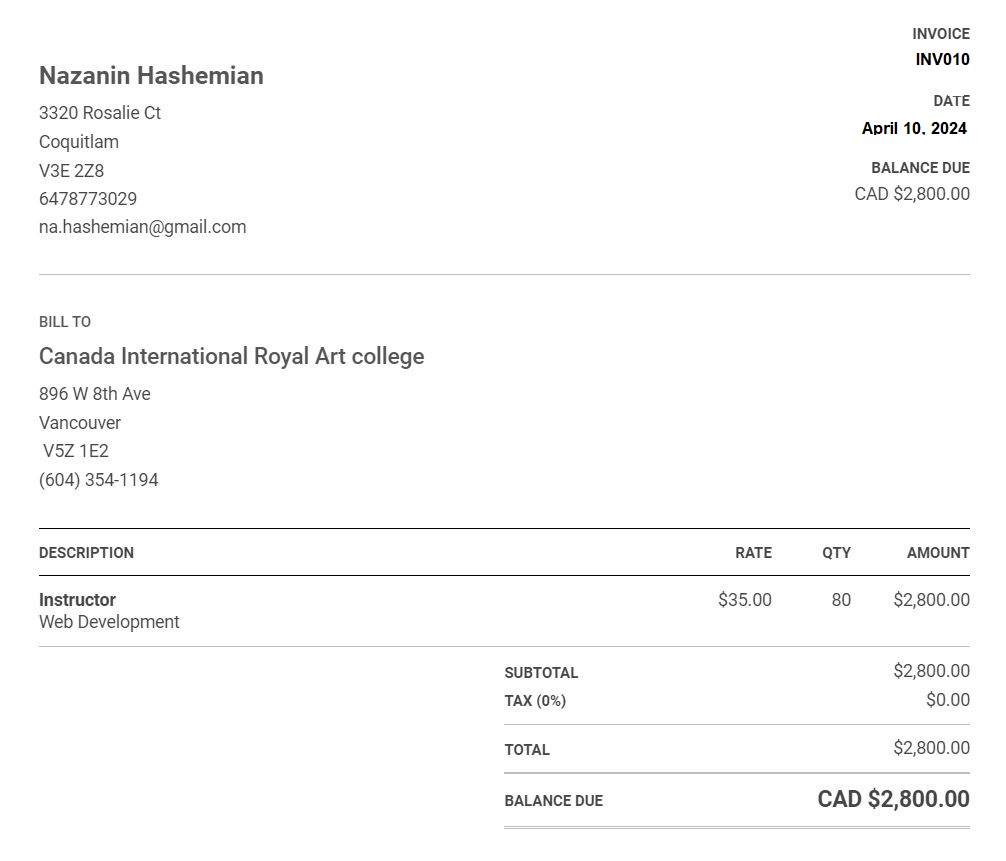 INVOICE
INV010
Nazanin Hashemian
DATE
3320 Rosalie Ct
April 10, 2024
Coquitlam
V3E 2Z8
BALANCE DUE
6478773029
CAD $2,800.00
na.hashemian@gmail.com
BILL TO
Canada International Royal Art college
896 W 8th Ave
Vancouver
V5Z 1E2
(604) 354-1194
DESCRIPTION RATE QTY AMOUNT
Instructor $35.00 80 $2,800.00
Web Development
SUBTOTAL $2,800.00
TAX (0%) $0.00
TOTAL $2,800.00
BALANCE DUE CAD $2,800.00